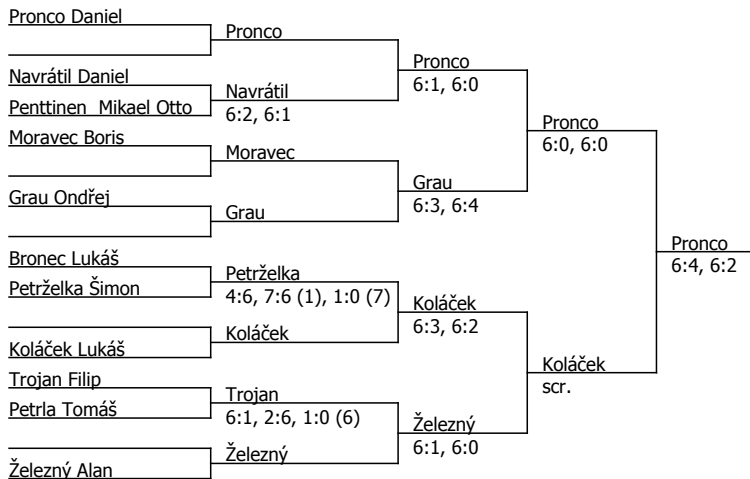 Pronco Daniel
Pronco
Pronco
6:1, 6:0
Navrátil Daniel
Navrátil
6:2, 6:1
Penttinen  Mikael Otto
Pronco
6:0, 6:0
Moravec Boris
Moravec
Grau
6:3, 6:4
Grau Ondřej
Grau
Pronco
6:4, 6:2
Bronec Lukáš
Petrželka
4:6, 7:6 (1), 1:0 (7)
Petrželka Šimon
Koláček
6:3, 6:2
Koláček
Koláček Lukáš
Koláček
scr.
Trojan Filip
Trojan
6:1, 2:6, 1:0 (6)
Petrla Tomáš
Železný
6:1, 6:0
Železný
Železný Alan